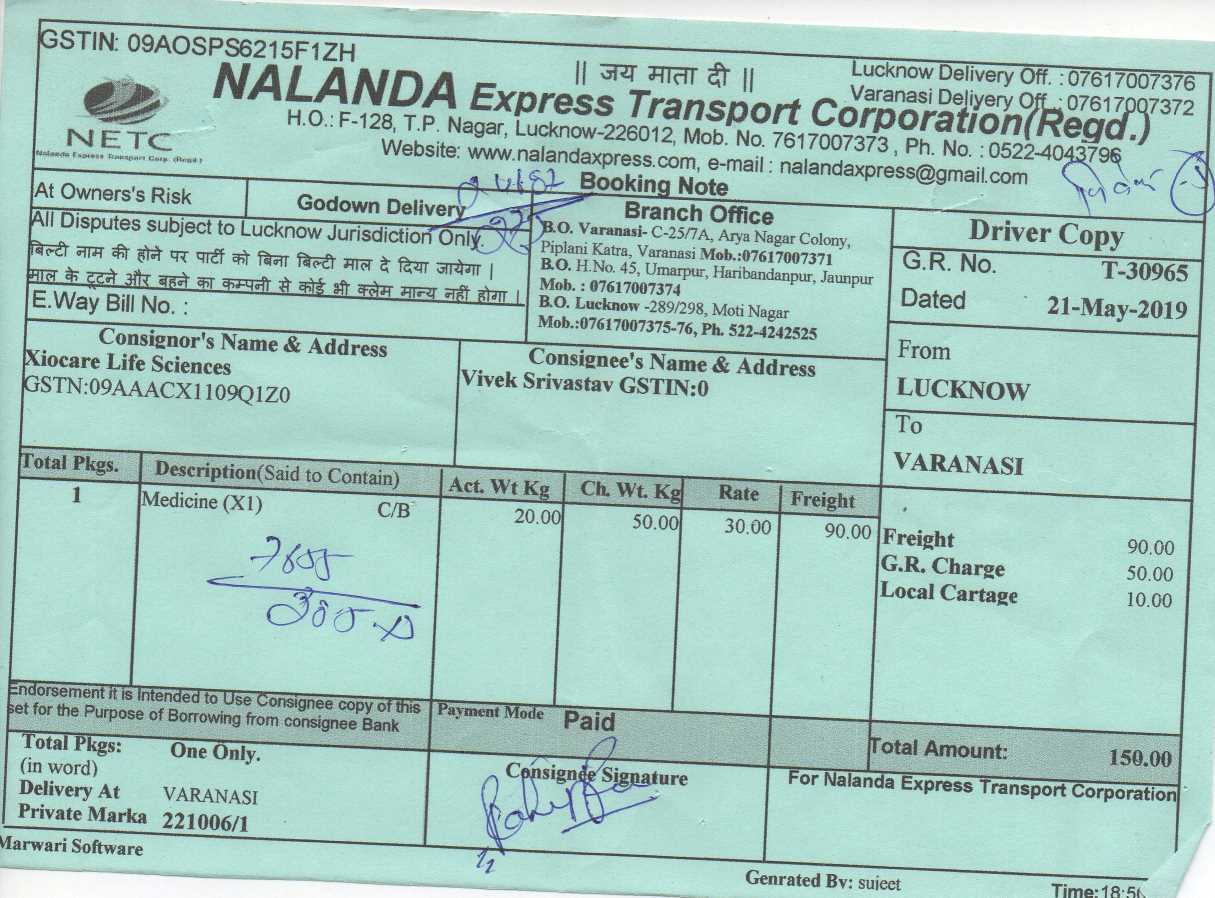 GSTIN: 09AOSPS6215F1ZH
|| जय माता दी ||
Lucknow Delivery Off. : 07617007376
Varanasi Deliyery Off. : 07617007372
NETC
Nalanda Express Transport Corp. (Regd.)
NALANDA Express Transport Corporation(Regd.)
H.O.: F-128, T.P. Nagar, Lucknow-226012, Mob. No. 7617007373 , Ph. No. : 0522-4043796
Website: www.nalandaxpress.com, e-mail : nalandaxpress@gmail.com
Booking Note
At Owners's Risk
Godown Delivery
All Disputes subject to Lucknow Jurisdiction Only.
बिल्टी नाम की होने पर पार्टी को बिना बिल्टी माल दे दिया जायेगा |
माल के टूटने और बहने का कम्पनी से कोई भी क्लेम मान्य नहीं होगा |
E.Way Bill No. :
Branch Office
B.O. Varanasi- C-25/7A, Arya Nagar Colony,
Piplani Katra, Varanasi Mob.:07617007371
B.O. H.No. 45, Umarpur, Haribandanpur, Jaunpur
Mob. : 07617007374
B.O. Lucknow -289/298, Moti Nagar
Mob.:07617007375-76, Ph. 522-4242525
Driver Copy
G.R. No. T-30965
Dated 21-May-2019
From
LUCKNOW
To
VARANASI
Consignor's Name & Address
Xiocare Life Sciences
GSTN:09AAACX1109Q1Z0
Consignee's Name & Address
Vivek Srivastav GSTIN:0
Total Pkgs. Description(Said to Contain) Act. Wt Kg Ch. Wt. Kg Rate Freight
1 Medicine (X1) C/B 20.00 50.00 30.00 90.00
Freight 90.00
G.R. Charge 50.00
Local Cartage 10.00
Endorsement it is Intended to Use Consignee copy of this
set for the Purpose of Borrowing from consignee Bank
Payment Mode Paid
Total Amount: 150.00
Total Pkgs: One Only.
(in word)
Delivery At VARANASI
Private Marka 221006/1
Consignee Signature
For Nalanda Express Transport Corporation
Marwari Software
Genrated By: sujeet
Time:18:56